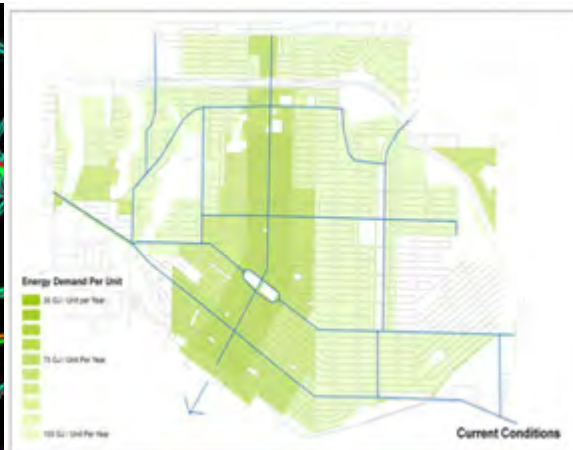 Energy Demand Per Unit
35 GJ / Unit per Year
75 GJ / Unit Per Year
150 GJ / Unit Per Year
Current Conditions